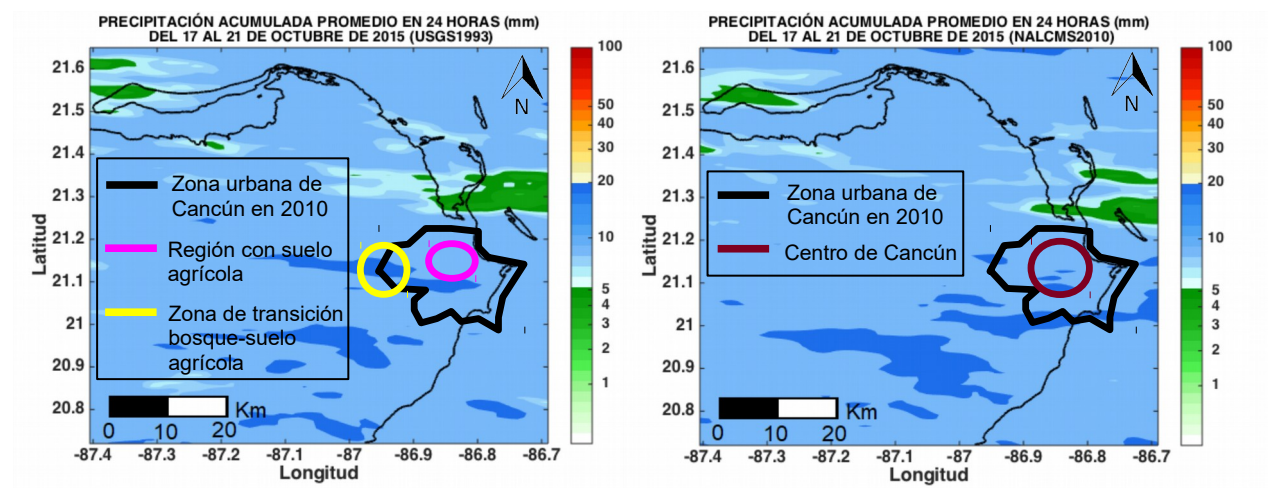 PRECIPITACIÓN ACUMULADA PROMEDIO EN 24 HORAS (mm)
DEL 17 AL 21 DE OCTUBRE DE 2015 (USGS1993)
21.6
21.5
21.4
21.3
21.2
21.1
21
20.9
20.8
Latitud
N
Zona urbana de
Cancún en 2010
Región con suelo
agrícola
Zona de transición
bosque-suelo
agrícola
Km
0 10 20
-87.4 -87.3 -87.2 -87.1 -87 -86.9 -86.8 -86.7
Longitud
100
50
40
30
20
10
5
4
3
2
1
PRECIPITACIÓN ACUMULADA PROMEDIO EN 24 HORAS (mm)
DEL 17 AL 21 DE OCTUBRE DE 2015 (NALCMS2010)
21.6
21.5
21.4
21.3
21.2
21.1
21
20.9
20.8
Latitud
N
Zona urbana de
Cancún en 2010
Centro de Cancún
Km
0 10 20
-87.4 -87.3 -87.2 -87.1 -87 -86.9 -86.8 -86.7
Longitud
100
50
40
30
20
10
5
4
3
2
1